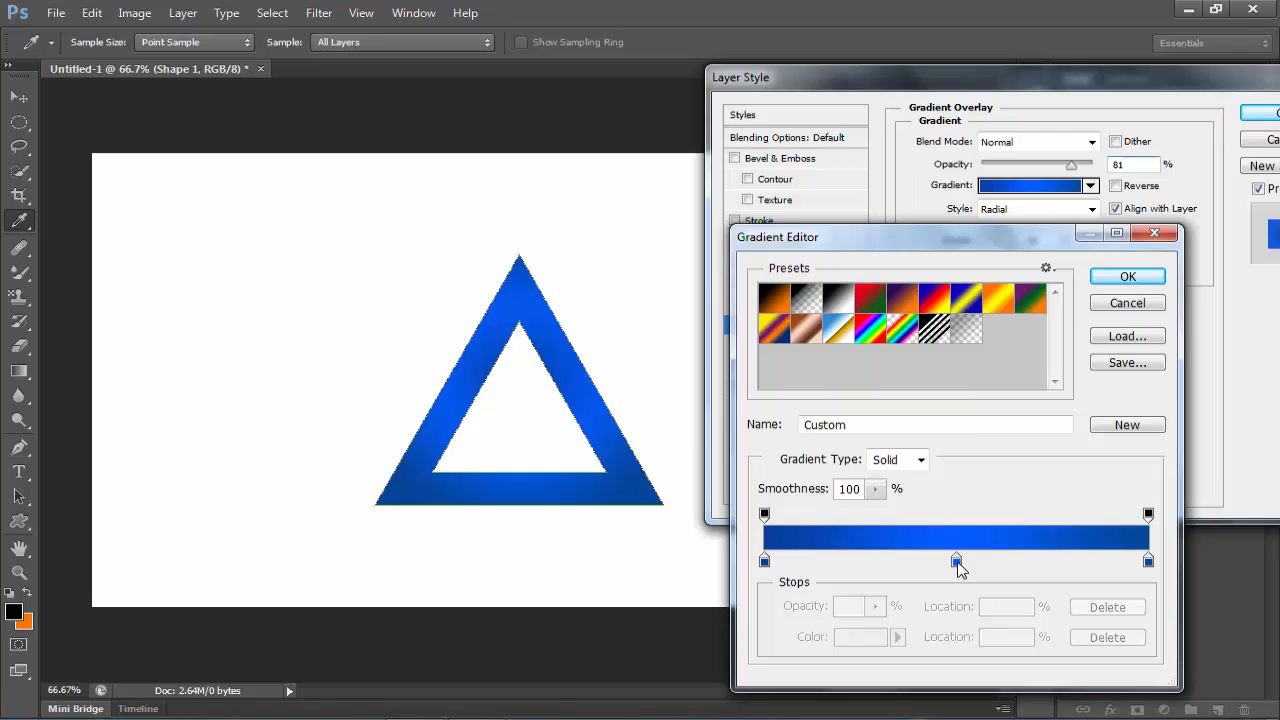 Ps File Edit Image Layer Type Select Filter View Window Help
Sample Size: Point Sample Sample: All Layers Show Sampling Ring Essentials
Untitled-1 @ 66.7% (Shape 1, RGB/8) * ×
Layer Style
Styles
Blending Options: Default
Bevel & Emboss
Contour
Texture
Stroke
Gradient Overlay
Gradient
Blend Mode: Normal Dither
Opacity: 81 %
Gradient: Reverse
Style: Radial Align with Layer
Ca
New
Pr
Gradient Editor
Presets
OK
Cancel
Load...
Save...
Name: Custom New
Gradient Type: Solid
Smoothness: 100 %
Stops
Opacity: % Location: % Delete
Color: Location: % Delete
66.67% Doc: 2.64M/0 bytes
Mini Bridge Timeline
fx